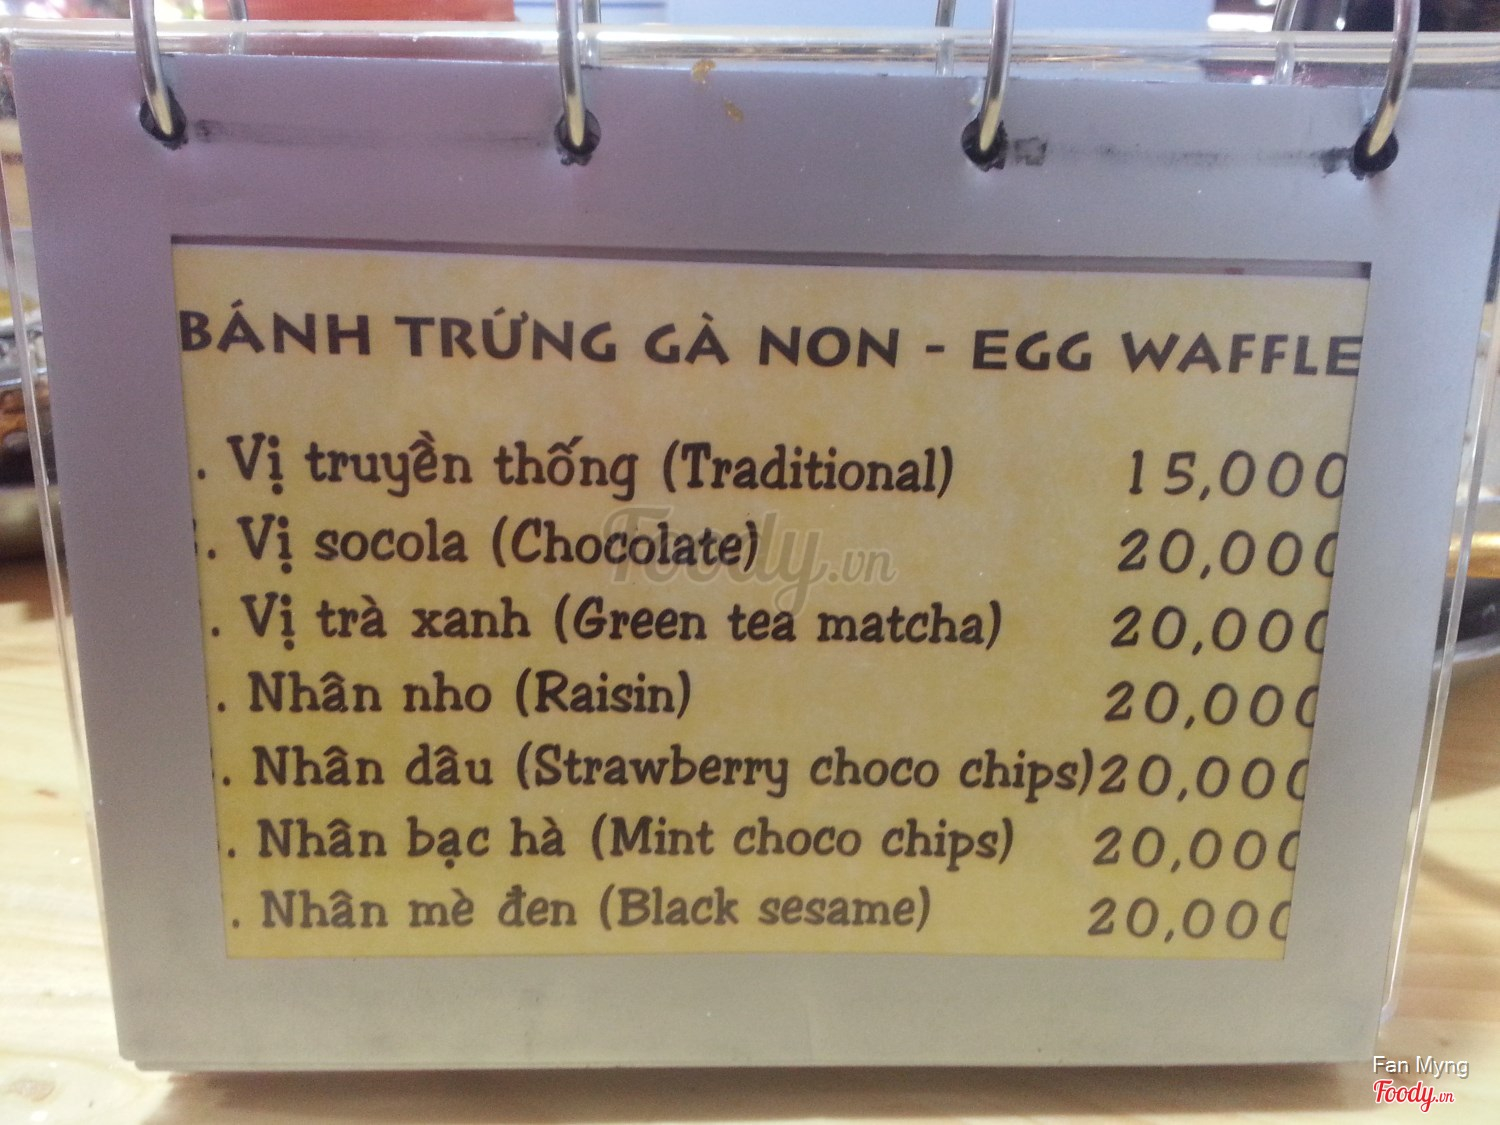 BÁNH TRỨNG GÀ NON - EGG WAFFLE
. Vị truyền thống (Traditional) 15,000
. Vị socola (Chocolate) 20,000
. Vị trà xanh (Green tea matcha) 20,000
. Nhân nho (Raisin) 20,000
. Nhân dâu (Strawberry choco chips) 20,000
. Nhân bạc hà (Mint choco chips) 20,000
. Nhân mè đen (Black sesame) 20,000
Foody.vn
Fan Myng
Foody.vn